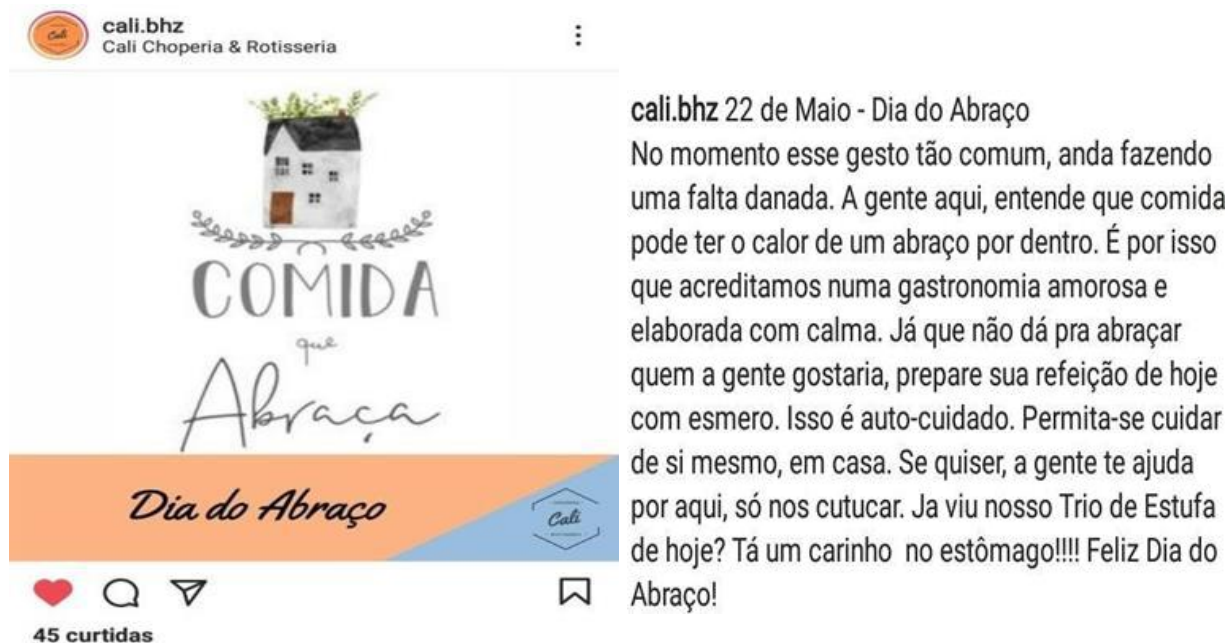 cali.bhz
Cali Choperia & Rotisseria
COMIDA
que
Abraça
Dia do Abraço
Cali
45 curtidas
cali.bhz 22 de Maio - Dia do Abraço
No momento esse gesto tão comum, anda fazendo
uma falta danada. A gente aqui, entende que comida
pode ter o calor de um abraço por dentro. É por isso
que acreditamos numa gastronomia amorosa e
elaborada com calma. Já que não dá pra abraçar
quem a gente gostaria, prepare sua refeição de hoje
com esmero. Isso é auto-cuidado. Permita-se cuidar
de si mesmo, em casa. Se quiser, a gente te ajuda
por aqui, só nos cutucar. Ja viu nosso Trio de Estufa
de hoje? Tá um carinho no estômago!!!! Feliz Dia do
Abraço!